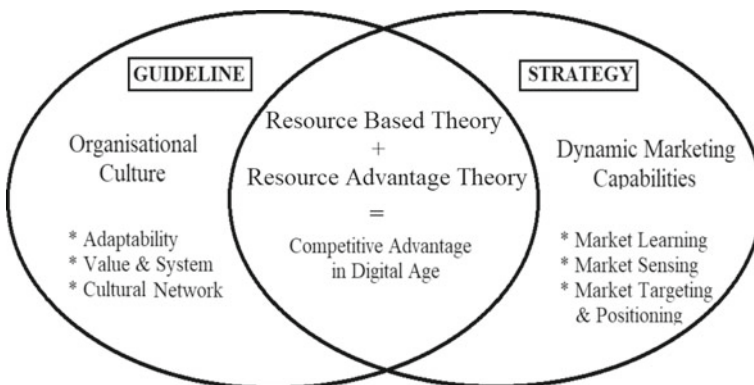 GUIDELINE
Organisational
Culture
* Adaptability
* Value & System
* Cultural Network
Resource Based Theory
+
Resource Advantage Theory
=
Competitive Advantage
in Digital Age
STRATEGY
Dynamic Marketing
Capabilities
* Market Learning
* Market Sensing
* Market Targeting
& Positioning